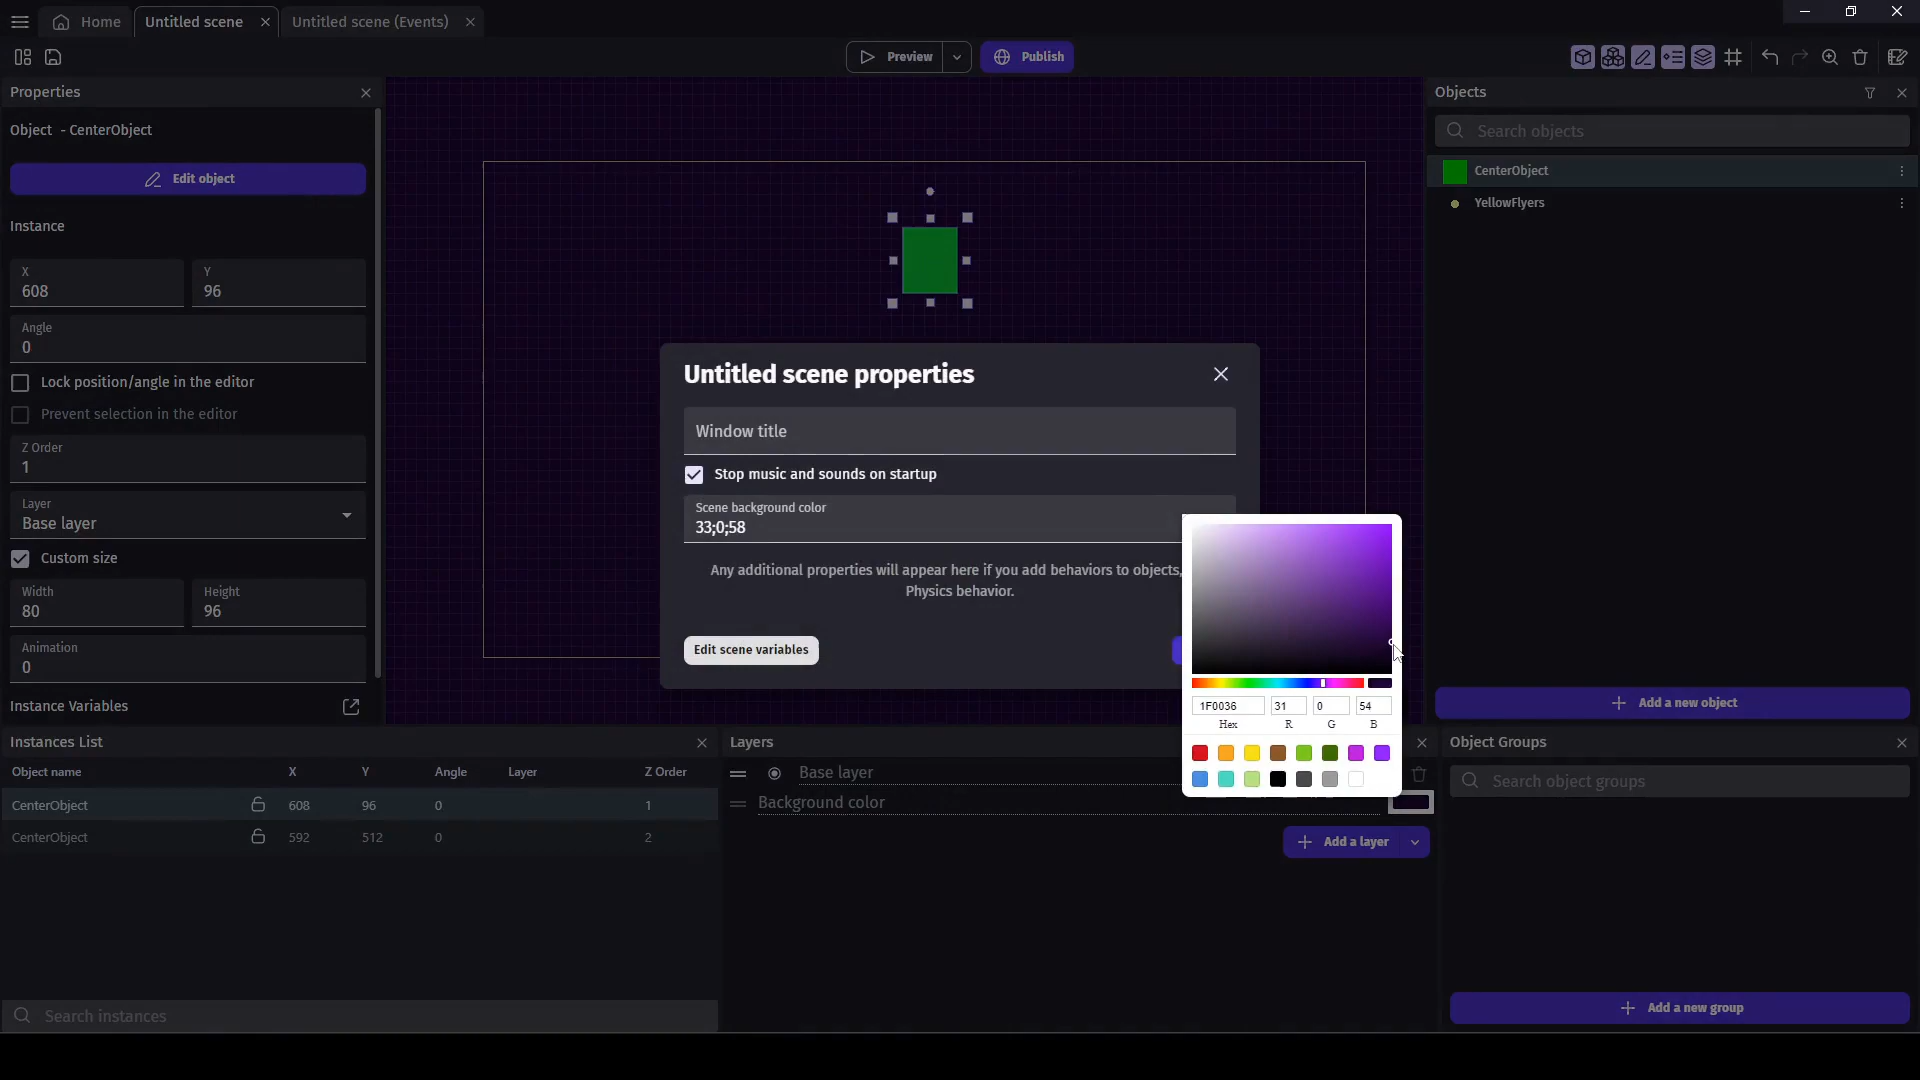 Home
Untitled scene
Untitled scene (Events)
Preview
Publish
Properties
Object - CenterObject
Edit object
Instance
X
608
Y
96
Angle
0
Lock position/angle in the editor
Prevent selection in the editor
Z Order
1
Layer
Base layer
Custom size
Width
80
Height
96
Animation
0
Instance Variables
Untitled scene properties
Window title
Stop music and sounds on startup
Scene background color
33;0;58
Any additional properties will appear here if you add behaviors to objects,
Physics behavior.
Edit scene variables
1F0036
31
0
54
Hex
R
G
B
Objects
Search objects
CenterObject
YellowFlyers
Add a new object
Instances List
Object name X Y Angle Layer Z Order
CenterObject 608 96 0 1
CenterObject 592 512 0 2
Search instances
Layers
Base layer
Background color
Add a layer
Object Groups
Search object groups
Add a new group